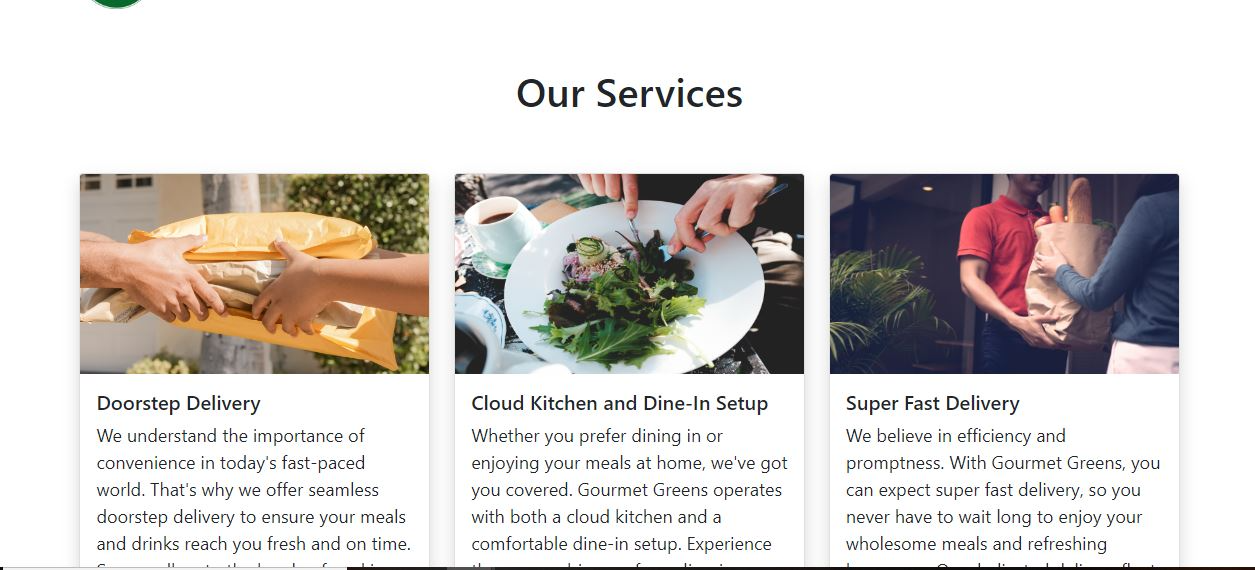 Our Services
Doorstep Delivery
We understand the importance of
convenience in today's fast-paced
world. That's why we offer seamless
doorstep delivery to ensure your meals
and drinks reach you fresh and on time.
Cloud Kitchen and Dine-In Setup
Whether you prefer dining in or
enjoying your meals at home, we've got
you covered. Gourmet Greens operates
with both a cloud kitchen and a
comfortable dine-in setup. Experience
Super Fast Delivery
We believe in efficiency and
promptness. With Gourmet Greens, you
can expect super fast delivery, so you
never have to wait long to enjoy your
wholesome meals and refreshing